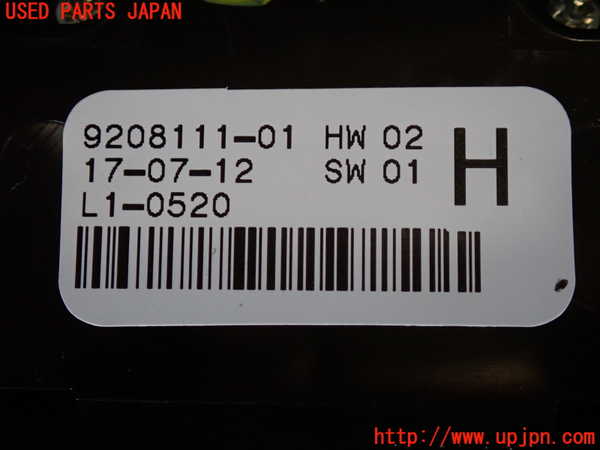 USED PARTS JAPAN
9208111-01 HW 02
17-07-12 SW 01
H
L1-0520
http://www.upjpn.com/